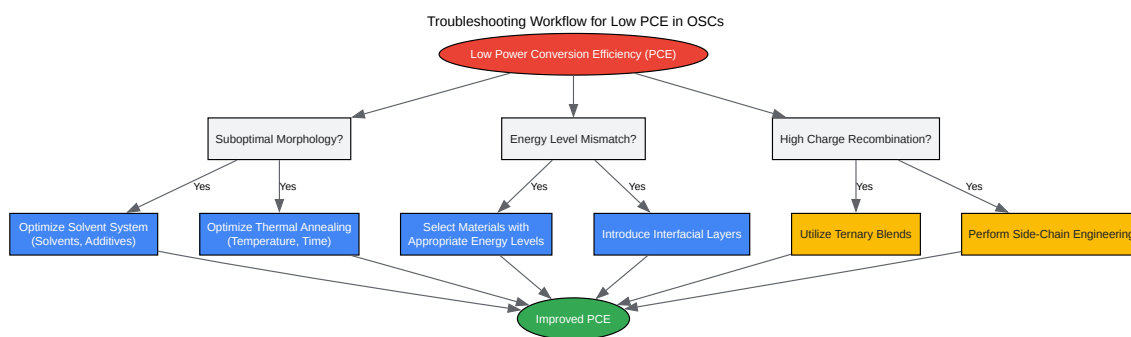 Troubleshooting Workflow for Low PCE in OSCs
Low Power Conversion Efficiency (PCE)
Suboptimal Morphology?
Energy Level Mismatch?
High Charge Recombination?
Yes
Yes
Yes
Yes
Yes
Yes
Optimize Solvent System
(Solvents, Additives)
Optimize Thermal Annealing
(Temperature, Time)
Select Materials with
Appropriate Energy Levels
Introduce Interfacial Layers
Utilize Ternary Blends
Perform Side-Chain Engineering
Improved PCE